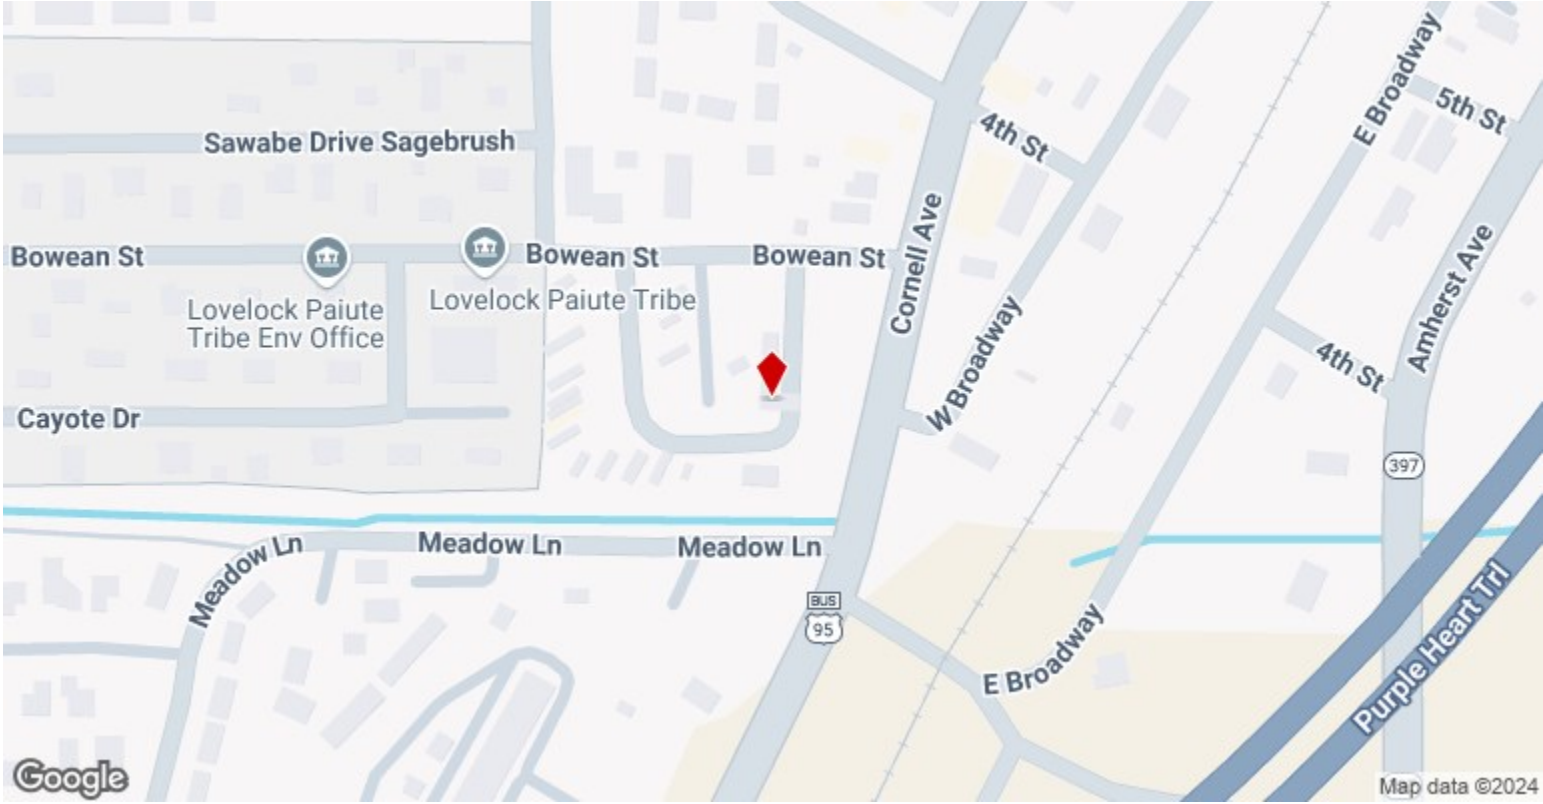 E Broadway
5th St
4th St
Sawabe Drive Sagebrush
Cornell Ave
Bowean St
Bowean St
Bowean St
Amherst Ave
Lovelock Paiute
Tribe Env Office
Lovelock Paiute Tribe
W Broadway
4th St
Cayote Dr
397
Meadow Ln
Meadow Ln
Meadow Ln
BUS
95
E Broadway
Purple Heart Trl
Google
Map data ©2024